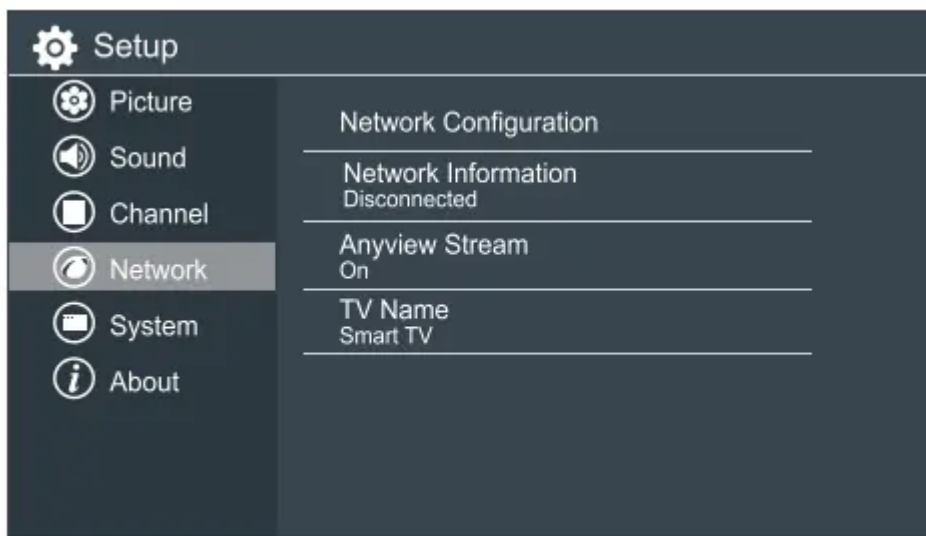 Setup
Picture
Sound
Channel
Network
System
About
Network Configuration
Network Information
Disconnected
Anyview Stream
On
TV Name
Smart TV